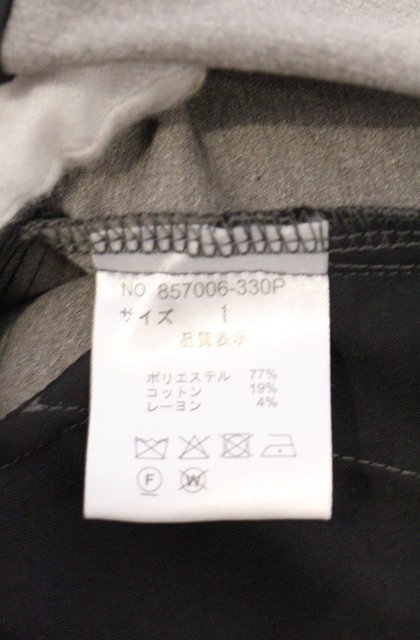 NO 857006-330P
サイズ 1
品質表示
ポリエステル 77%
コットン 19%
レーヨン 4%
F W